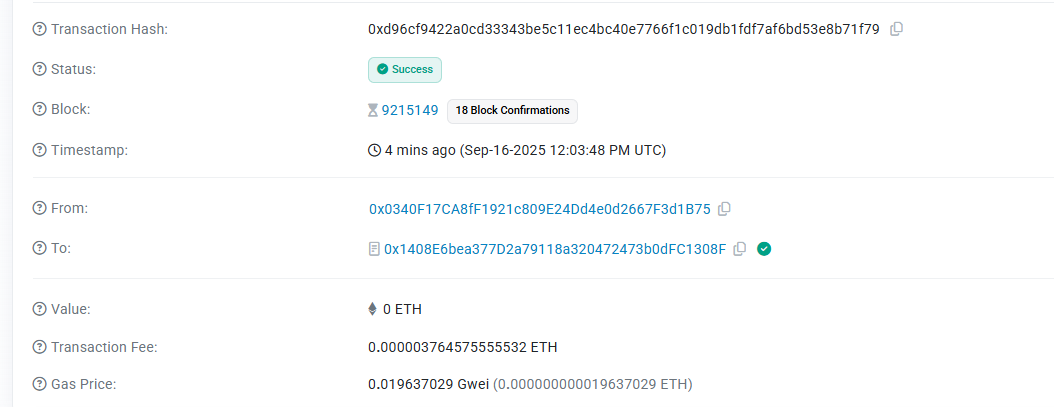 Transaction Hash: 0xd96cf9422a0cd33343be5c11ec4bc40e7766f1c019db1fdf7af6bd53e8b71f79
Status: Success
Block: 9215149 18 Block Confirmations
Timestamp: 4 mins ago (Sep-16-2025 12:03:48 PM UTC)
From: 0x0340F17CA8fF1921c809E24Dd4e0d2667F3d1B75
To: 0x1408E6bea377D2a79118a320472473b0dFC1308F
Value: 0 ETH
Transaction Fee: 0.000003764575555532 ETH
Gas Price: 0.019637029 Gwei (0.000000000019637029 ETH)